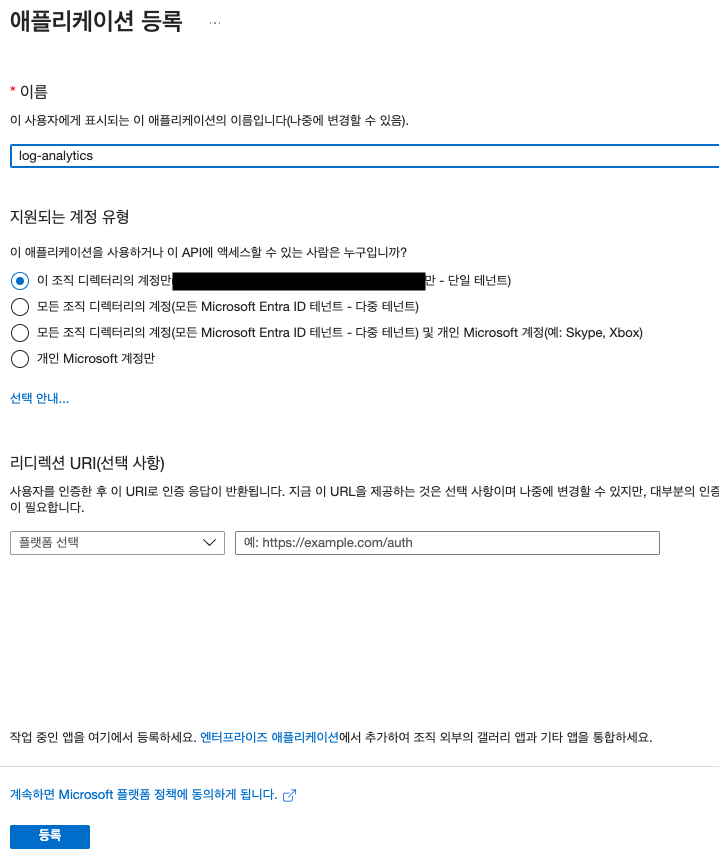 애플리케이션 등록 ...
* 이름
이 사용자에게 표시되는 이 애플리케이션의 이름입니다(나중에 변경할 수 있음).
log-analytics
지원되는 계정 유형
이 애플리케이션을 사용하거나 이 API에 액세스할 수 있는 사람은 누구입니까?
이 조직 디렉터리의 계정만( 만 - 단일 테넌트)
모든 조직 디렉터리의 계정(모든 Microsoft Entra ID 테넌트 - 다중 테넌트)
모든 조직 디렉터리의 계정(모든 Microsoft Entra ID 테넌트 - 다중 테넌트) 및 개인 Microsoft 계정(예: Skype, Xbox)
개인 Microsoft 계정만
선택 안내...
리디렉션 URI(선택 사항)
사용자를 인증한 후 이 URI로 인증 응답이 반환됩니다. 지금 이 URL을 제공하는 것은 선택 사항이며 나중에 변경할 수 있지만, 대부분의 인증
이 필요합니다.
플랫폼 선택 예: https://example.com/auth
작업 중인 앱을 여기에서 등록하세요. 엔터프라이즈 애플리케이션에서 추가하여 조직 외부의 갤러리 앱과 기타 앱을 통합하세요.
계속하면 Microsoft 플랫폼 정책에 동의하게 됩니다.
등록